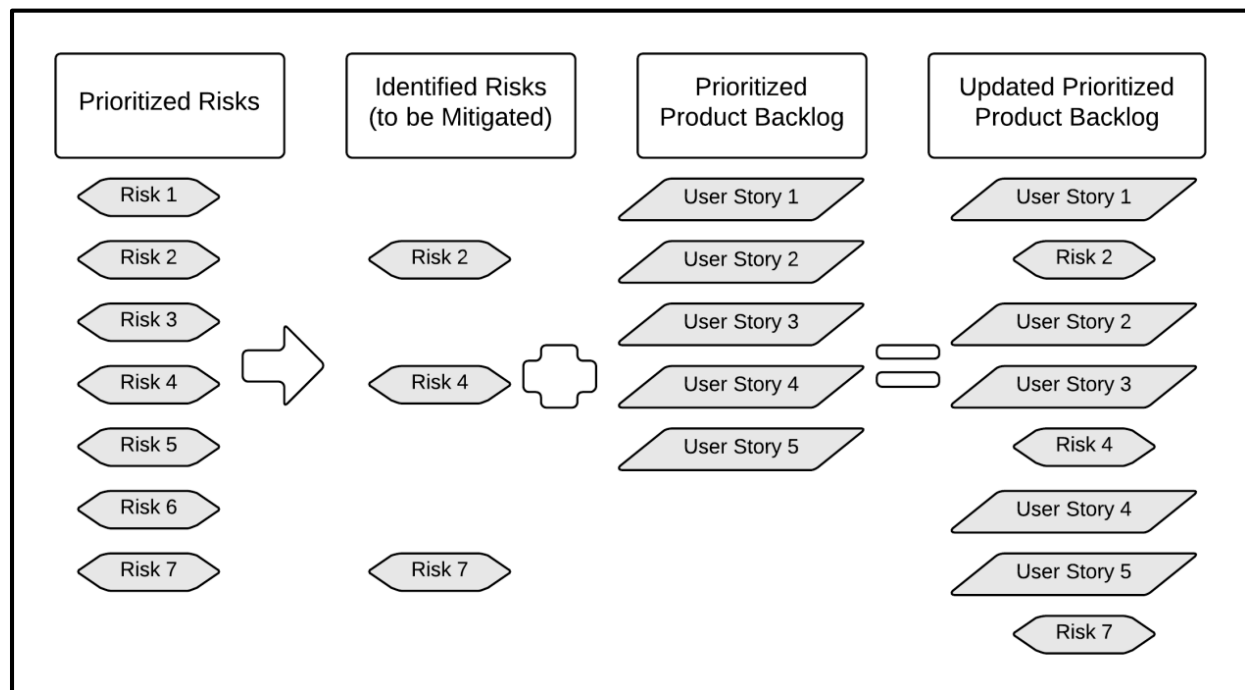 Prioritized Risks
Identified Risks
(to be Mitigated)
Prioritized
Product Backlog
Updated Prioritized
Product Backlog
Risk 1
Risk 2
Risk 3
Risk 4
Risk 5
Risk 6
Risk 7
Risk 2
Risk 4
Risk 7
User Story 1
User Story 2
User Story 3
User Story 4
User Story 5
User Story 1
Risk 2
User Story 2
User Story 3
Risk 4
User Story 4
User Story 5
Risk 7